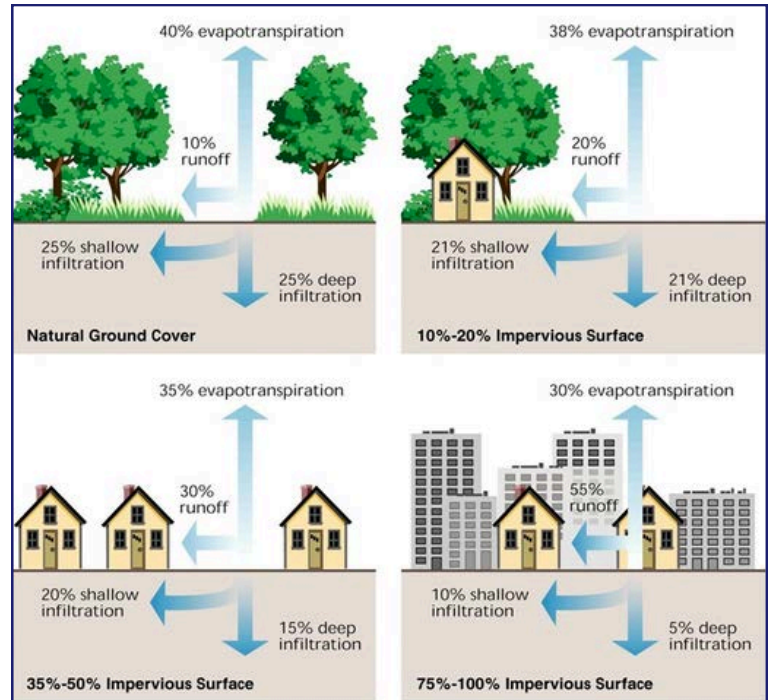 40% evapotranspiration
10%
runoff
25% shallow
infiltration
25% deep
infiltration
Natural Ground Cover
38% evapotranspiration
20%
runoff
21% shallow
infiltration
21% deep
infiltration
10%-20% Impervious Surface
35% evapotranspiration
30%
runoff
20% shallow
infiltration
15% deep
infiltration
35%-50% Impervious Surface
30% evapotranspiration
55%
runoff
10% shallow
infiltration
5% deep
infiltration
75%-100% Impervious Surface